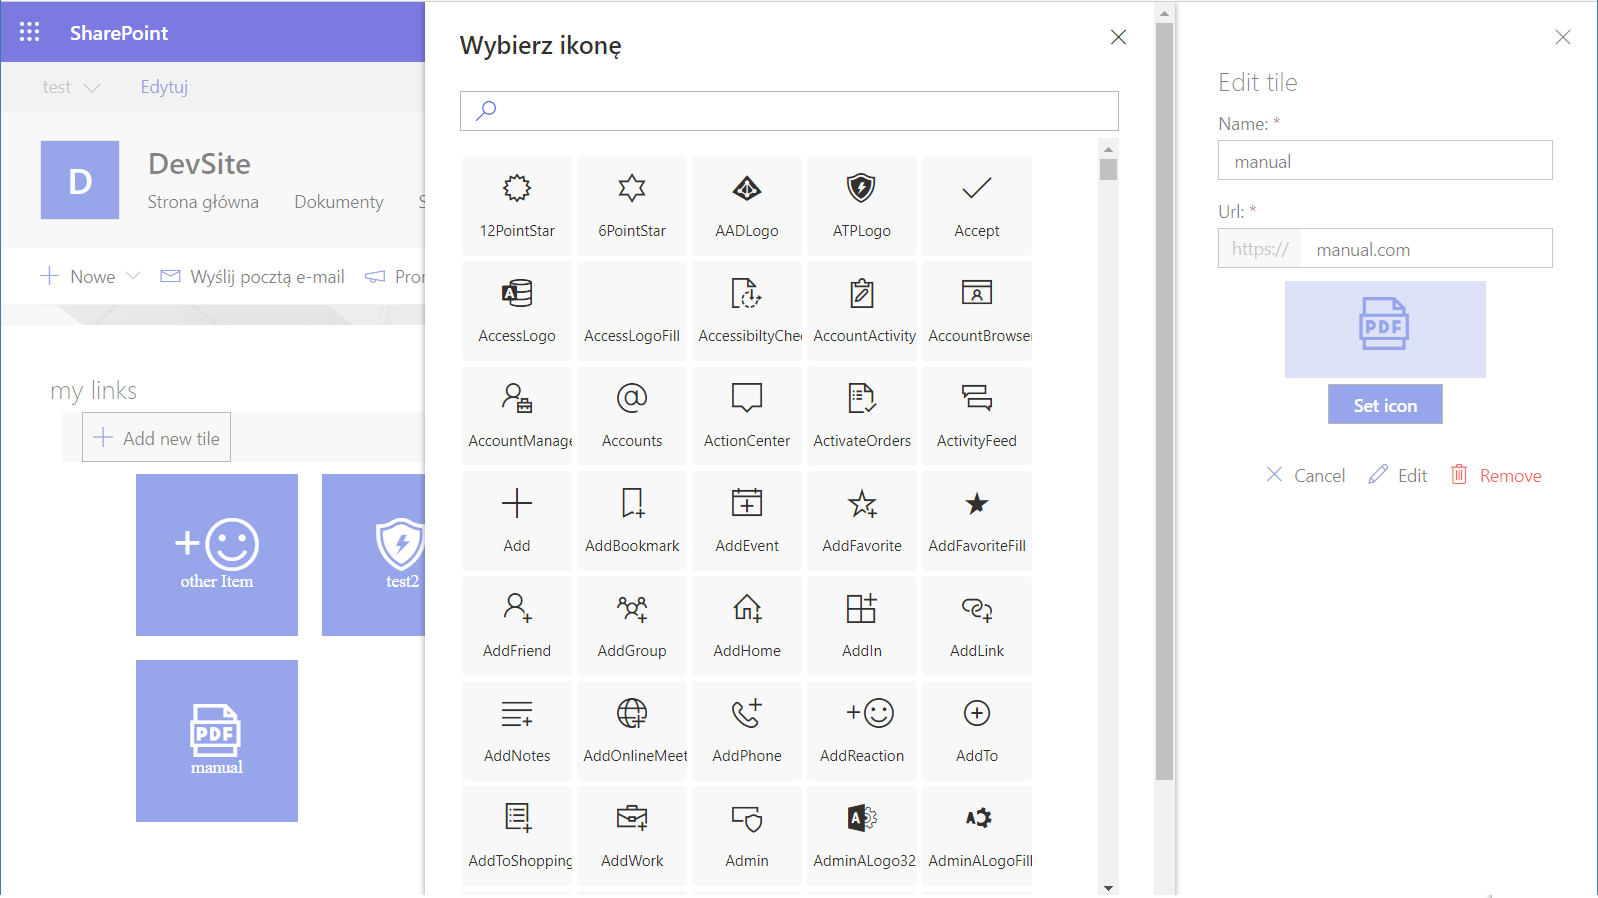 SharePoint
test
Edytuj
D
DevSite
Strona główna
Dokumenty
S
Nowe
Wyślij pocztą e-mail
Pror
my links
Add new tile
other Item
test2
PDF
manual
Wybierz ikonę
12PointStar
6PointStar
AADLogo
ATPLogo
Accept
AccessLogo
AccessLogoFill
AccessibiltyChe
AccountActivity
AccountBrowse
AccountManage
Accounts
ActionCenter
ActivateOrders
ActivityFeed
Add
AddBookmark
AddEvent
AddFavorite
AddFavoriteFill
AddFriend
AddGroup
AddHome
AddIn
AddLink
AddNotes
AddOnlineMeet
AddPhone
AddReaction
AddTo
AddToShopping
AddWork
Admin
AdminALogo32
AdminALogoFill
Edit tile
Name: *
manual
Url: *
https://
manual.com
PDF
Set icon
Cancel
Edit
Remove